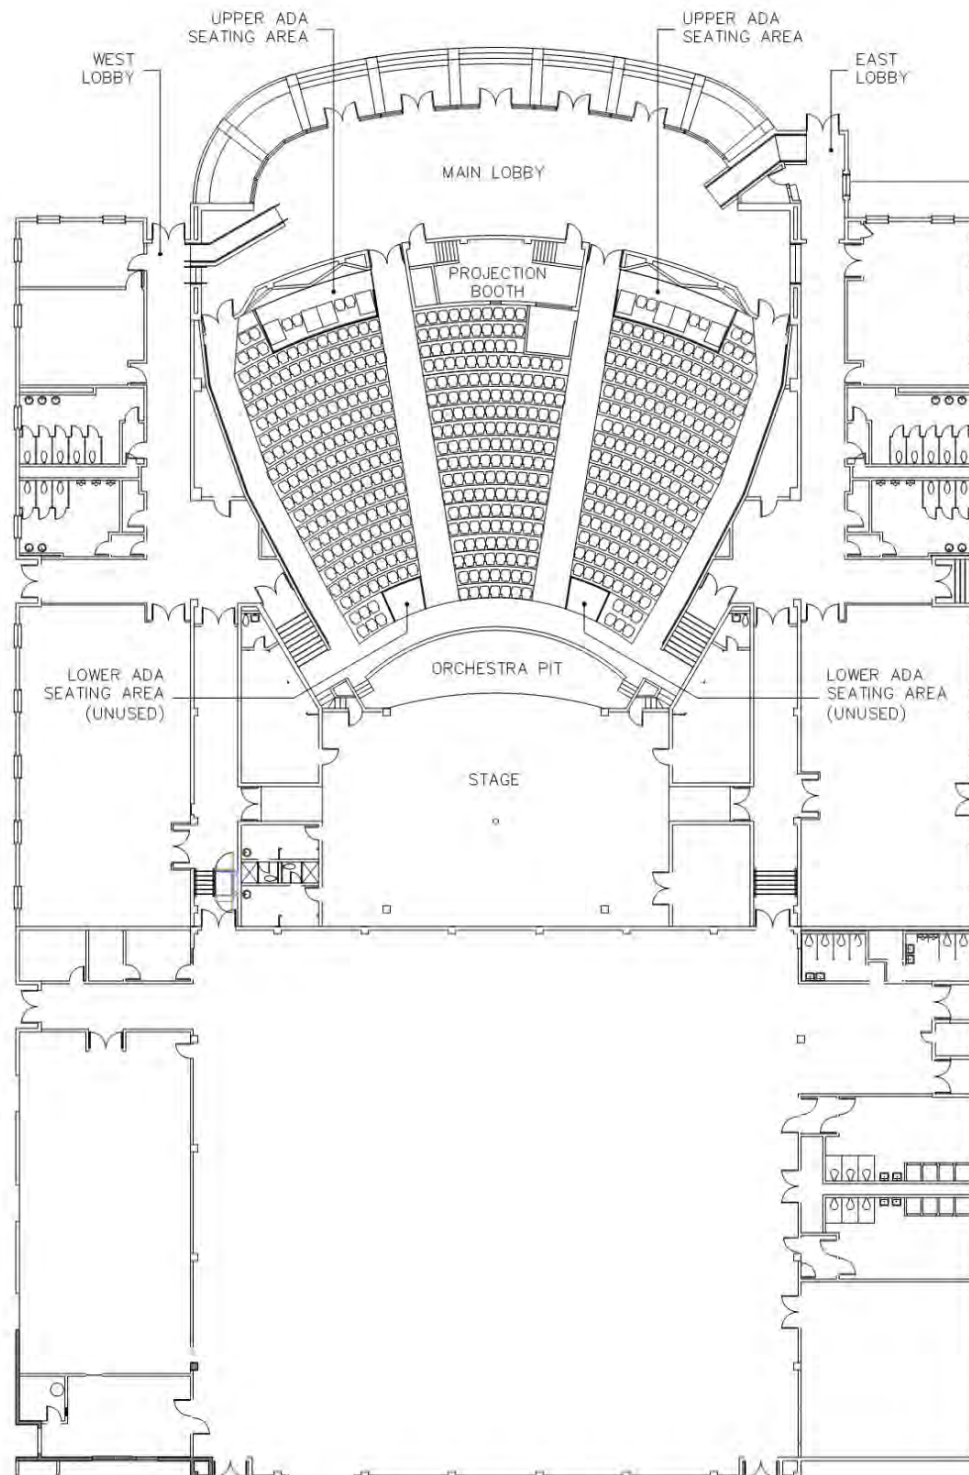 UPPER ADA
SEATING AREA
UPPER ADA
SEATING AREA
WEST
LOBBY
EAST
LOBBY
MAIN LOBBY
PROJECTION
BOOTH
ORCHESTRA PIT
LOWER ADA
SEATING AREA
(UNUSED)
LOWER ADA
SEATING AREA
(UNUSED)
STAGE